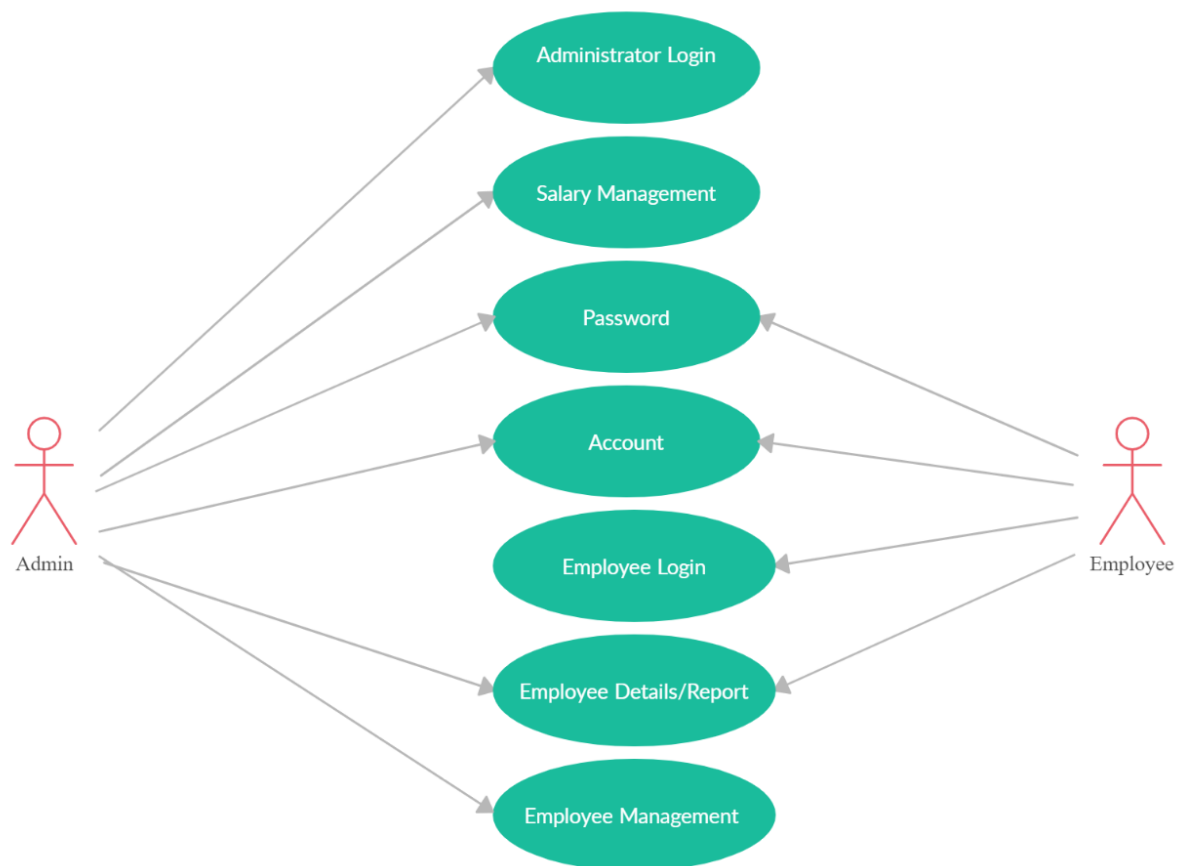 Administrator Login
Salary Management
Password
Account
Admin
Employee
Employee Login
Employee Details/Report
Employee Management